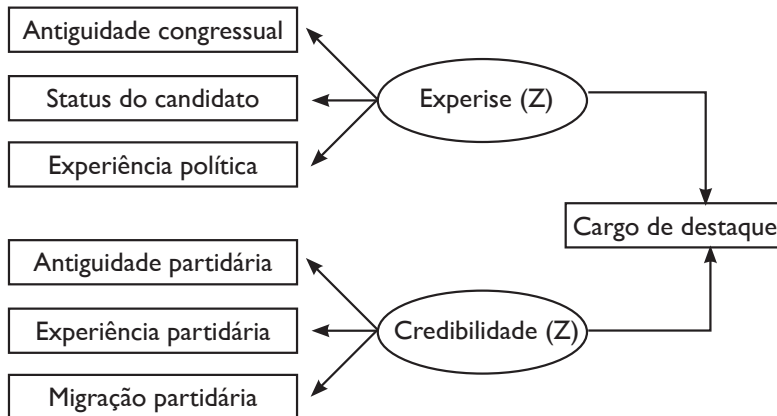 Antiguidade congressual
Status do candidato
Experise (Z)
Experiência política
Cargo de destaque
Antiguidade partidária
Experiência partidária
Credibilidade (Z)
Migração partidária